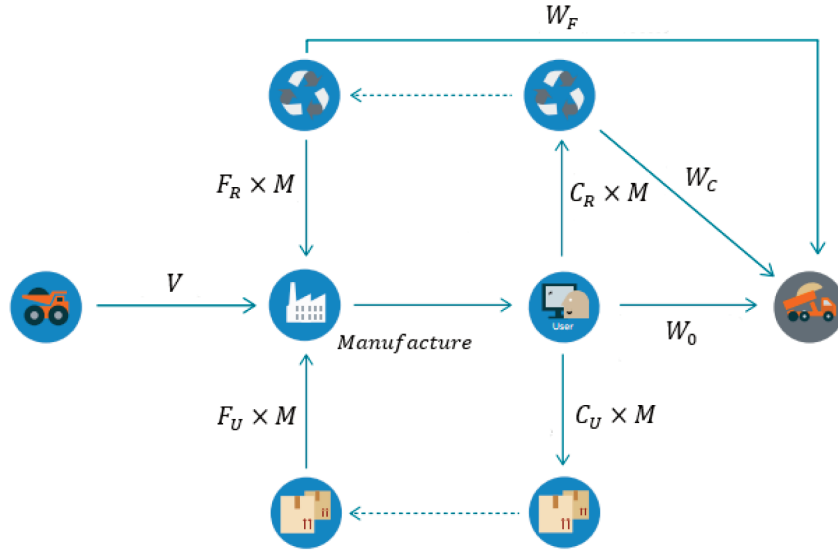 W_F
F_R × M
C_R × M
W_C
V
Manufacture
User
W_0
F_U × M
C_U × M